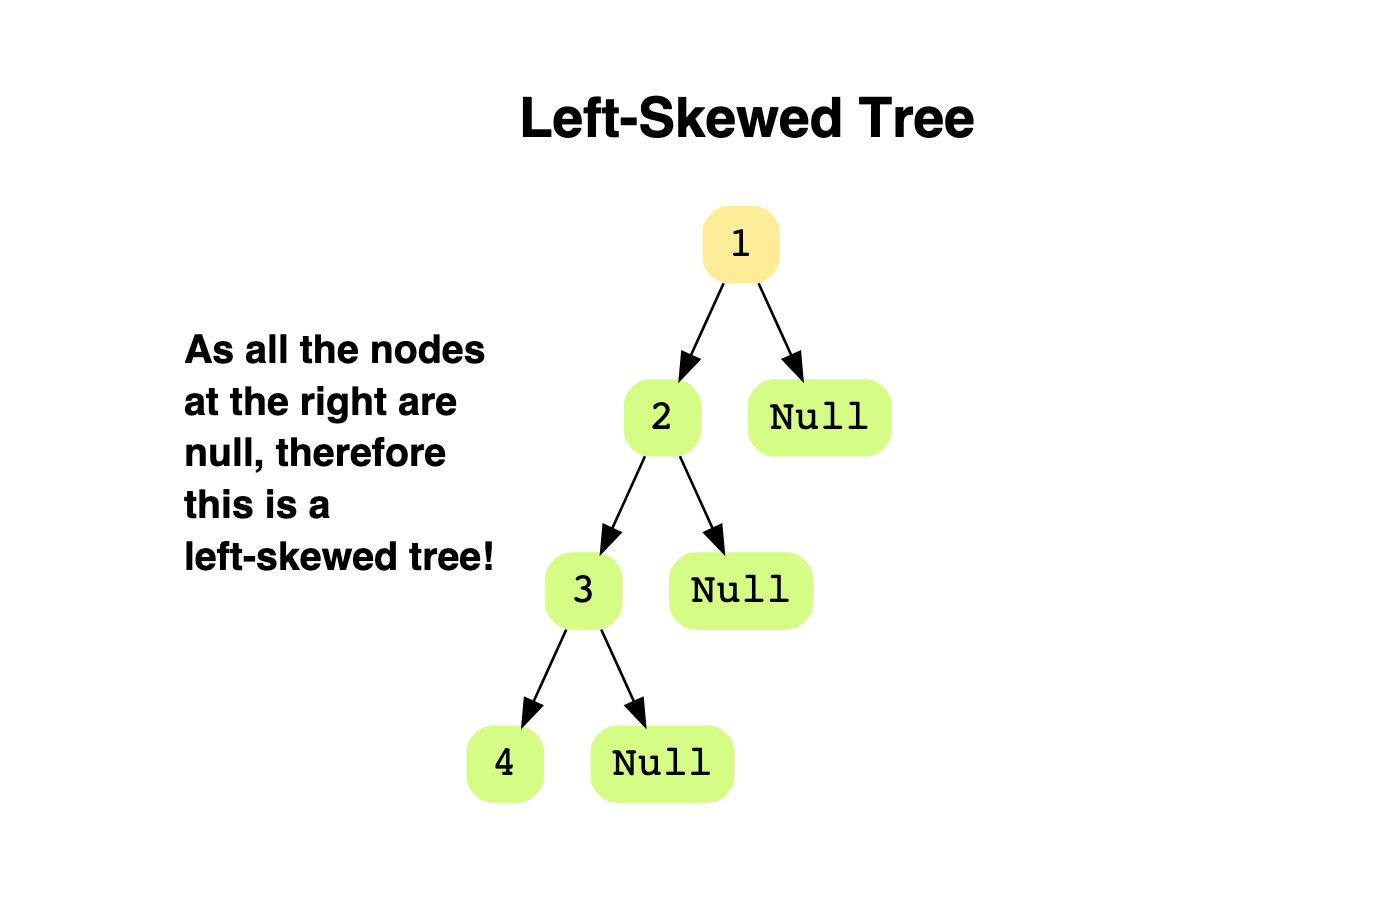 Left-Skewed Tree
1
As all the nodes
at the right are
null, therefore
this is a
left-skewed tree!
2
Null
3
Null
4
Null